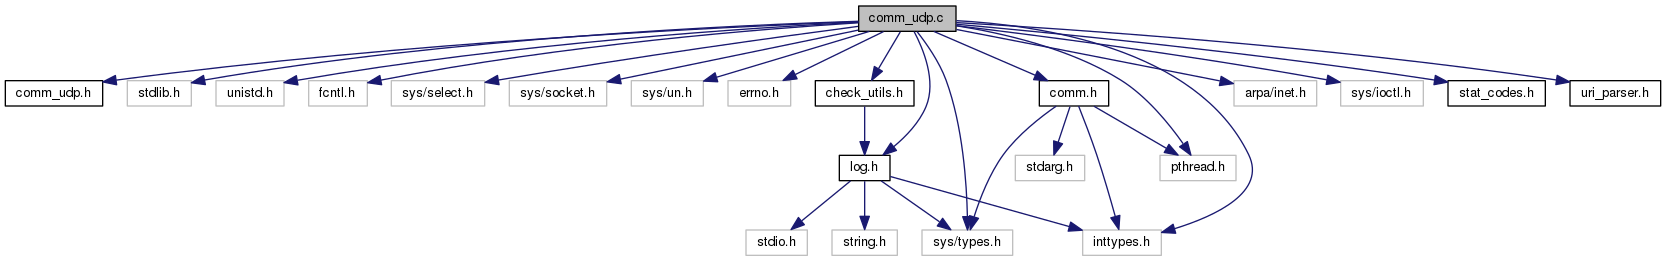 comm_udp.c
comm_udp.h
stdlib.h
unistd.h
fcntl.h
sys/select.h
sys/socket.h
sys/un.h
errno.h
check_utils.h
comm.h
arpa/inet.h
sys/ioctl.h
stat_codes.h
uri_parser.h
log.h
stdarg.h
pthread.h
stdio.h
string.h
sys/types.h
inttypes.h